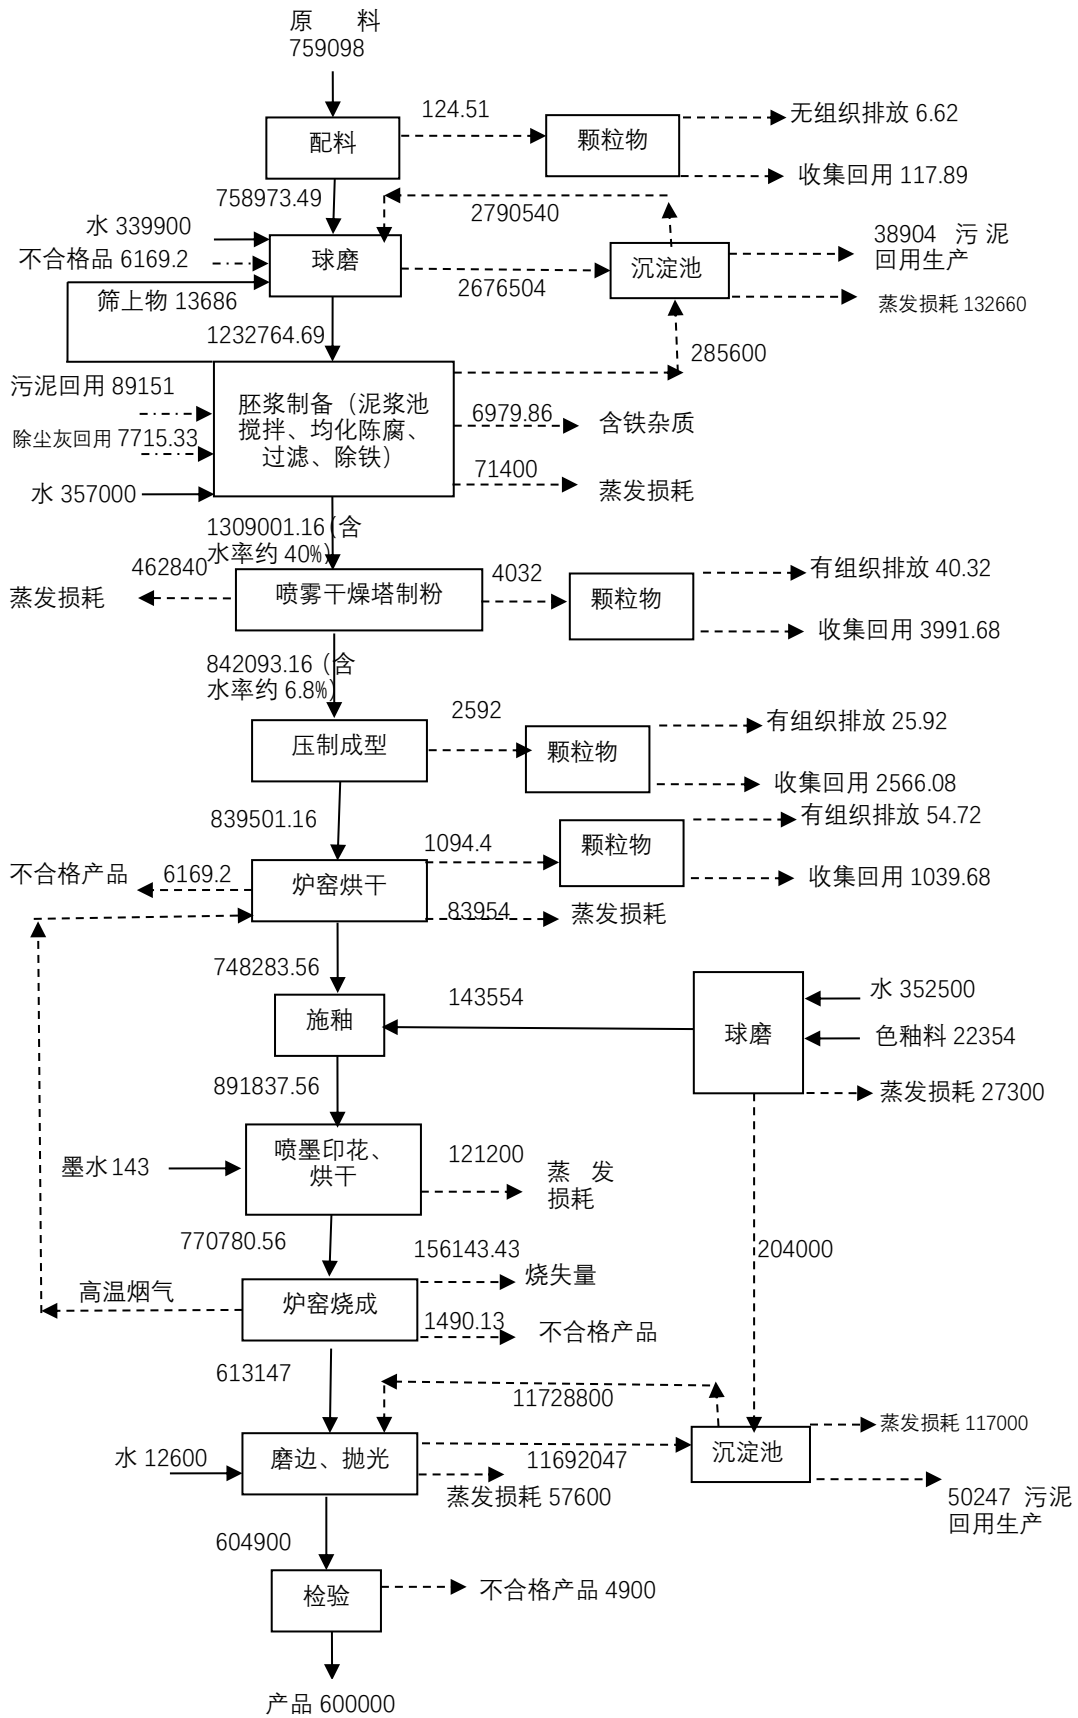 原 料
759098
124.51
无组织排放 6.62
配料
颗粒物
收集回用 117.89
758973.49
2790540
水 339900
38904 污 泥
回用生产
不合格品 6169.2
球磨
沉淀池
2676504
筛上物 13686
蒸发损耗 132660
1232764.69
285600
污泥回用 89151
胚浆制备（泥浆池
搅拌、均化陈腐、
过滤、除铁）
6979.86
含铁杂质
除尘灰回用 7715.33
71400
蒸发损耗
水 357000
1309001.16（含
水率约 40%）
462840
蒸发损耗
喷雾干燥塔制粉
4032
颗粒物
有组织排放 40.32
收集回用 3991.68
842093.16（含
水率约 6.8%）
2592
有组织排放 25.92
压制成型
颗粒物
收集回用 2566.08
839501.16
1094.4
有组织排放 54.72
颗粒物
不合格产品
6169.2
炉窑烘干
收集回用 1039.68
83954
蒸发损耗
748283.56
143554
水 352500
施釉
球磨
色釉料 22354
891837.56
蒸发损耗 27300
喷墨印花、
烘干
墨水 143
121200
蒸 发
损耗
770780.56
156143.43
204000
烧失量
高温烟气
炉窑烧成
1490.13
不合格产品
613147
11728800
蒸发损耗 117000
水 12600
磨边、抛光
11692047
沉淀池
蒸发损耗 57600
50247 污泥
回用生产
604900
检验
不合格产品 4900
产品 600000